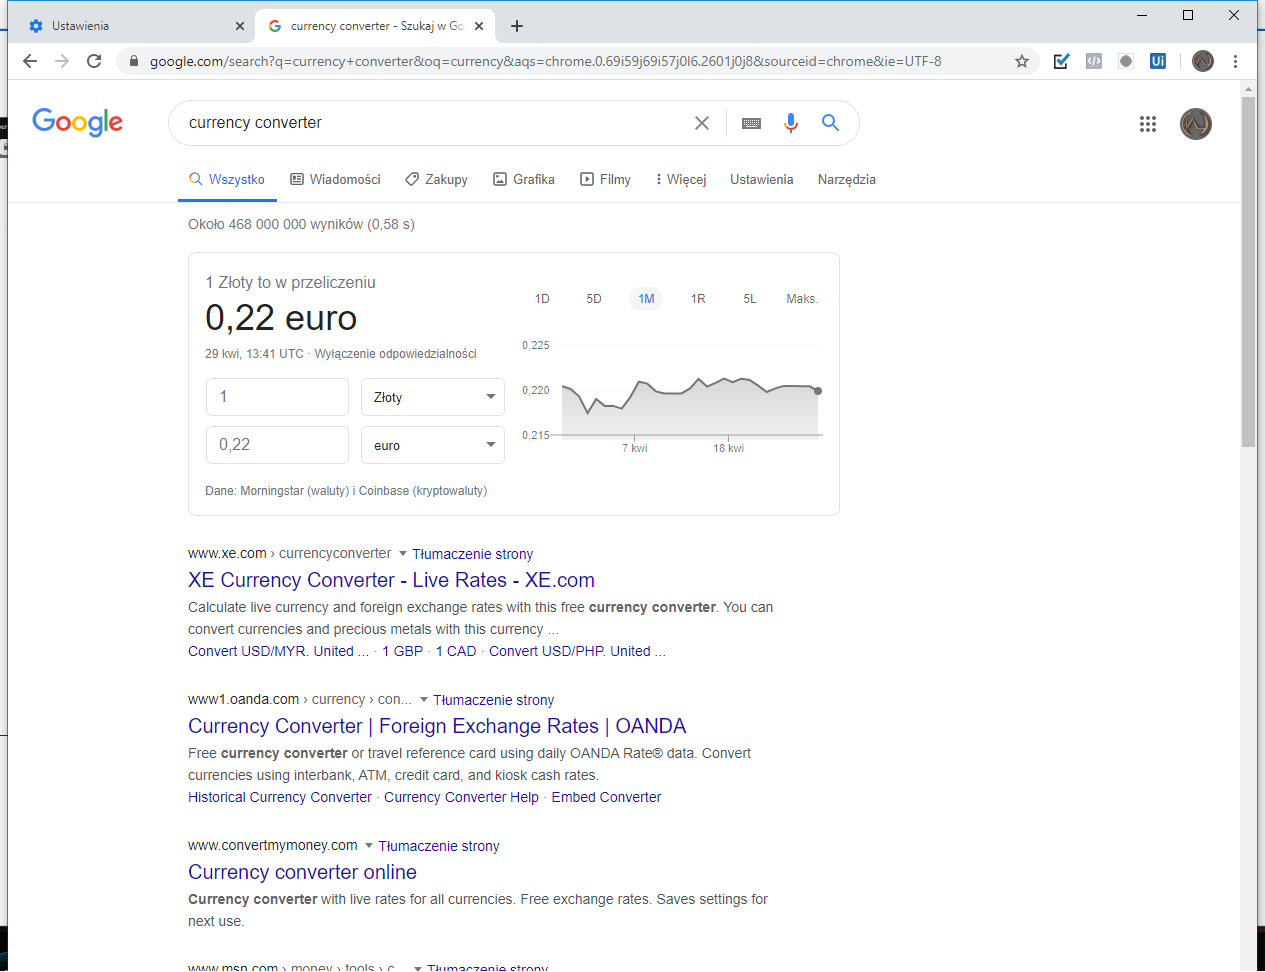 Ustawienia
currency converter - Szukaj w Go
google.com/search?q=currency+converter&oq=currency&aqs=chrome.0.69i59j69i57j0l6.2601j0j8&sourceid=chrome&ie=UTF-8
Ui
Google
currency converter
Wszystko
Wiadomości
Zakupy
Grafika
Filmy
Więcej
Ustawienia
Narzędzia
Około 468 000 000 wyników (0,58 s)
1 Złoty to w przeliczeniu
0,22 euro
29 kwi, 13:41 UTC · Wyłączenie odpowiedzialności
1
Złoty
0,22
euro
1D
5D
1M
1R
5L
Maks.
0,225
0,220
0,215
7 kwi
18 kwi
Dane: Morningstar (waluty) i Coinbase (kryptowaluty)
www.xe.com › currencyconverter
Tłumaczenie strony
XE Currency Converter - Live Rates - XE.com
Calculate live currency and foreign exchange rates with this free currency converter. You can
convert currencies and precious metals with this currency ...
Convert USD/MYR. United ... · 1 GBP · 1 CAD · Convert USD/PHP. United ...
www1.oanda.com › currency › con...
Tłumaczenie strony
Currency Converter | Foreign Exchange Rates | OANDA
Free currency converter or travel reference card using daily OANDA Rate® data. Convert
currencies using interbank, ATM, credit card, and kiosk cash rates.
Historical Currency Converter · Currency Converter Help · Embed Converter
www.convertmymoney.com
Tłumaczenie strony
Currency converter online
Currency converter with live rates for all currencies. Free exchange rates. Saves settings for
next use.
www.msn.com › money › tools › c...
Tłumaczenie strony